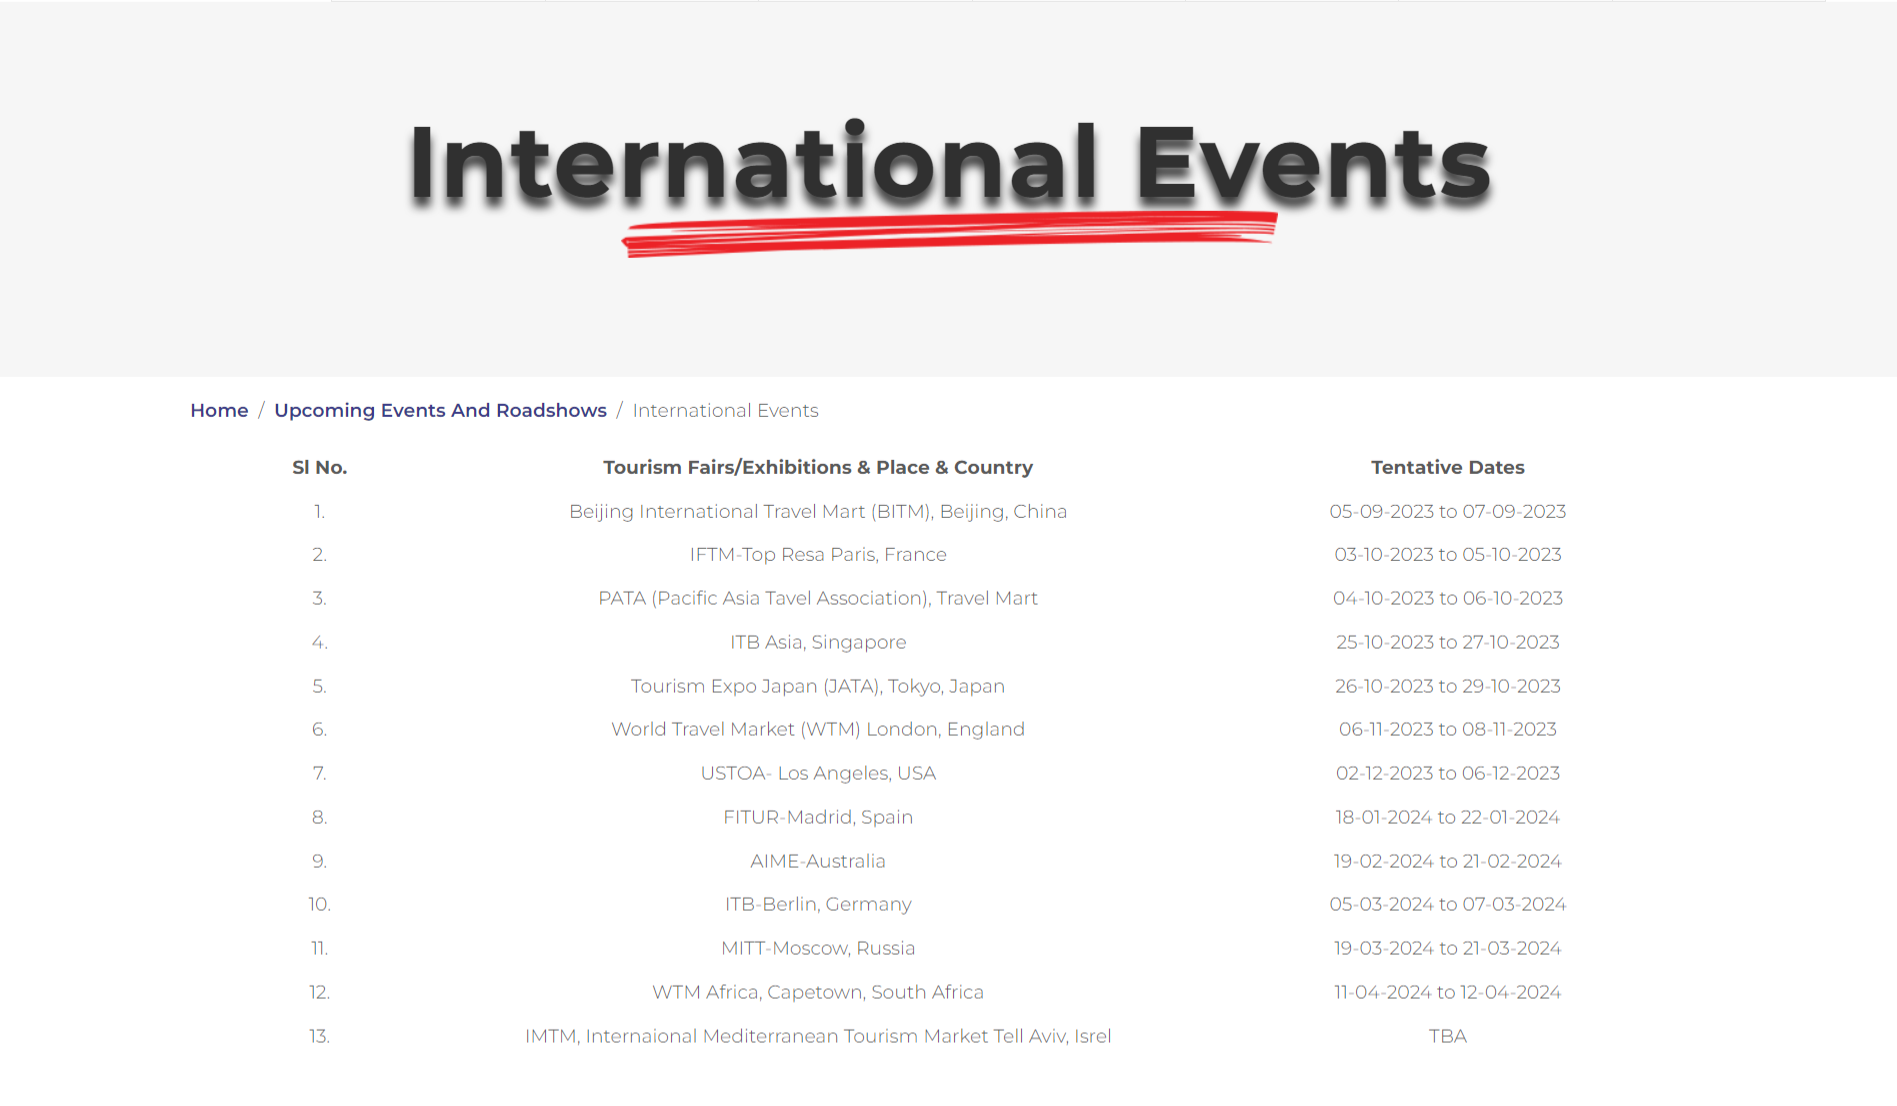 International Events
Home / Upcoming Events And Roadshows / International Events
Sl No. Tourism Fairs/Exhibitions & Place & Country Tentative Dates
1. Beijing International Travel Mart (BITM), Beijing, China 05-09-2023 to 07-09-2023
2. IFTM-Top Resa Paris, France 03-10-2023 to 05-10-2023
3. PATA (Pacific Asia Tavel Association), Travel Mart 04-10-2023 to 06-10-2023
4. ITB Asia, Singapore 25-10-2023 to 27-10-2023
5. Tourism Expo Japan (JATA), Tokyo, Japan 26-10-2023 to 29-10-2023
6. World Travel Market (WTM) London, England 06-11-2023 to 08-11-2023
7. USTOA- Los Angeles, USA 02-12-2023 to 06-12-2023
8. FITUR-Madrid, Spain 18-01-2024 to 22-01-2024
9. AIME-Australia 19-02-2024 to 21-02-2024
10. ITB-Berlin, Germany 05-03-2024 to 07-03-2024
11. MITT-Moscow, Russia 19-03-2024 to 21-03-2024
12. WTM Africa, Capetown, South Africa 11-04-2024 to 12-04-2024
13. IMTM, Internaional Mediterranean Tourism Market Tell Aviv, Isrel TBA